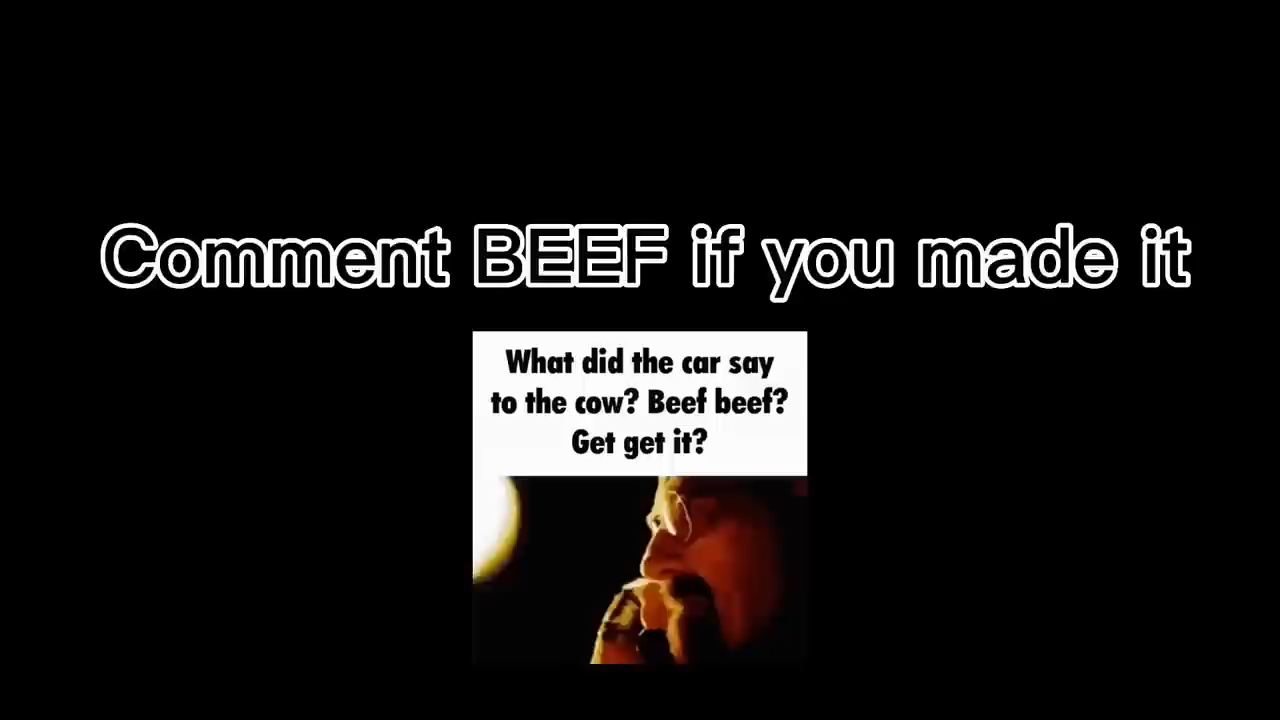 Comment BEEF if you made it
What did the car say
to the cow? Beef beef?
Get get it?